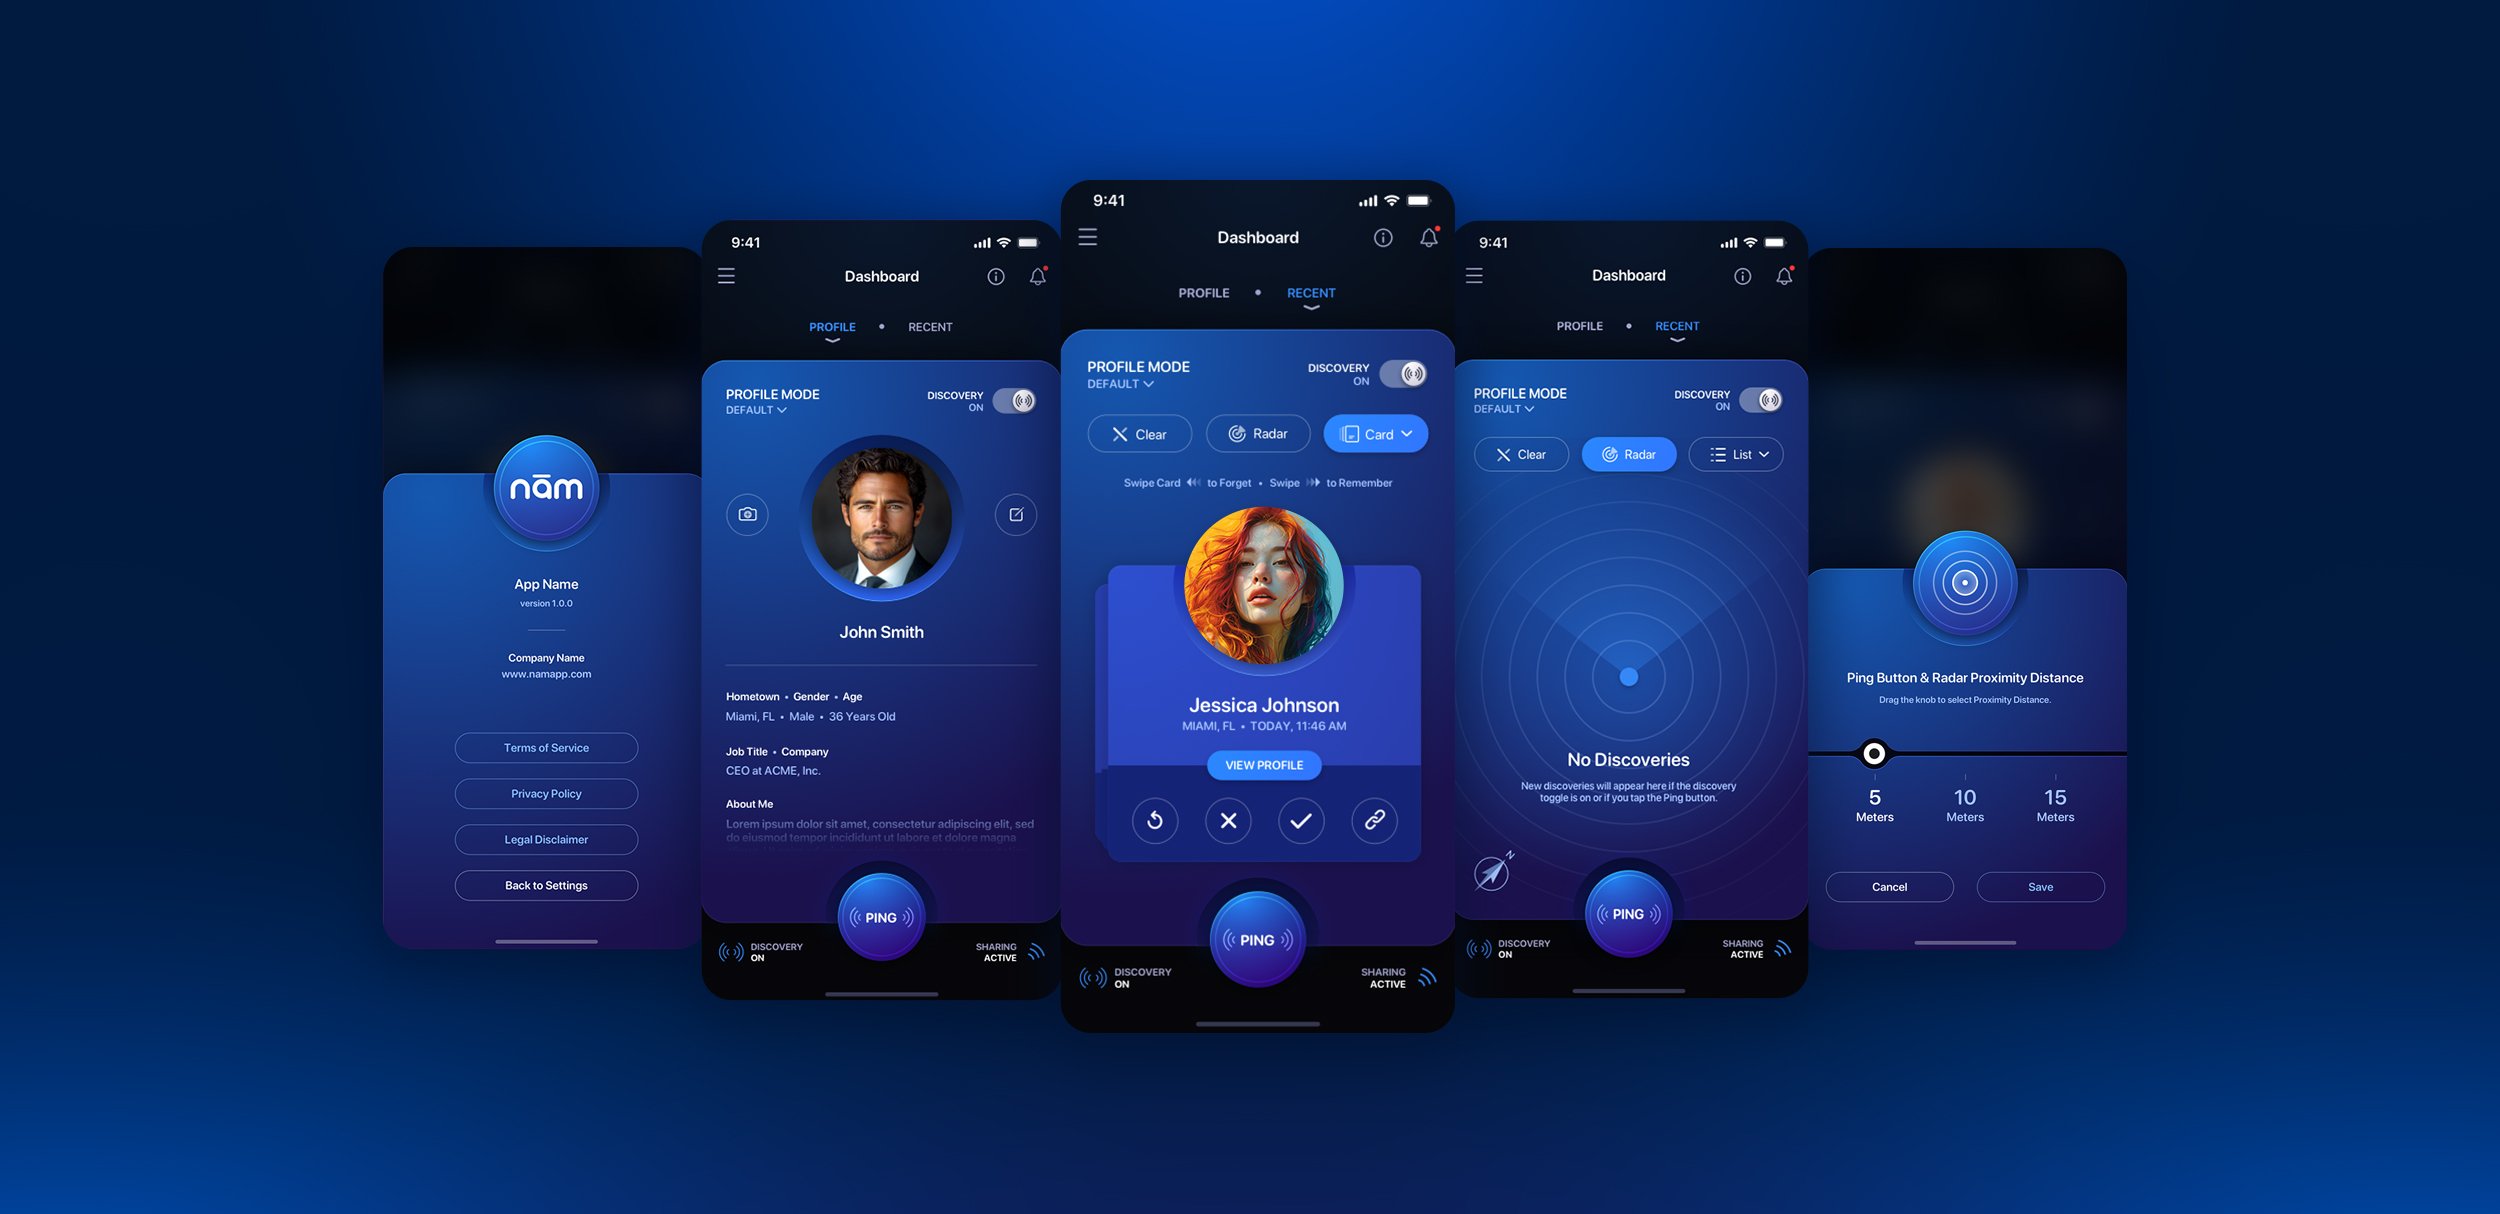 nām
App Name
version 1.0.0
Company Name
www.namapp.com
Terms of Service
Privacy Policy
Legal Disclaimer
Back to Settings
9:41
Dashboard
PROFILE • RECENT
PROFILE MODE
DEFAULT
DISCOVERY
ON
John Smith
Hometown • Gender • Age
Miami, FL • Male • 36 Years Old
Job Title • Company
CEO at ACME, Inc.
About Me
Lorem ipsum dolor sit amet, consectetur adipiscing elit, sed
do eiusmod tempor incididunt ut labore et dolore magna
PING
DISCOVERY
ON
SHARING
ACTIVE
9:41
Dashboard
PROFILE • RECENT
PROFILE MODE
DEFAULT
DISCOVERY
ON
Clear
Radar
Card
Swipe Card to Forget • Swipe to Remember
Jessica Johnson
MIAMI, FL • TODAY, 11:46 AM
VIEW PROFILE
PING
DISCOVERY
ON
SHARING
ACTIVE
9:41
Dashboard
PROFILE • RECENT
PROFILE MODE
DEFAULT
DISCOVERY
ON
Clear
Radar
List
No Discoveries
New discoveries will appear here if the discovery
toggle is on or if you tap the Ping button.
N
PING
DISCOVERY
ON
SHARING
ACTIVE
Ping Button & Radar Proximity Distance
Drag the knob to select Proximity Distance.
5
Meters
10
Meters
15
Meters
Cancel
Save